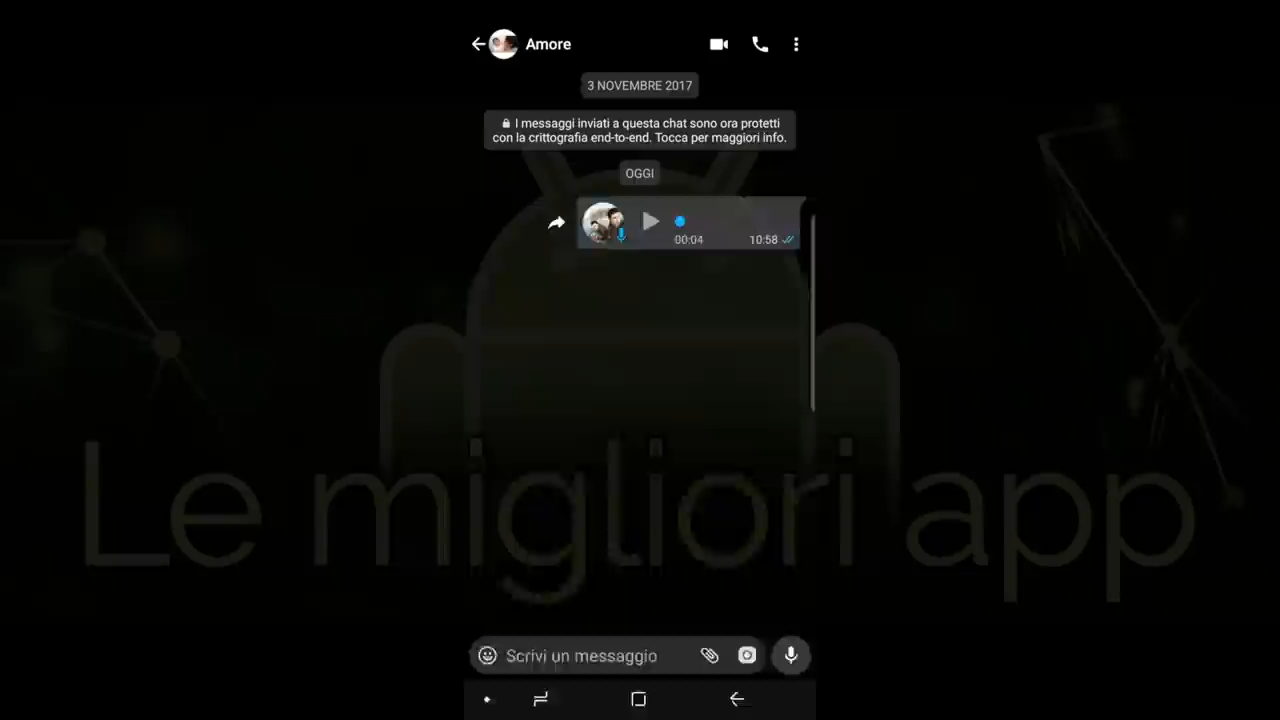 Amore
3 NOVEMBRE 2017
I messaggi inviati a questa chat sono ora protetti
con la crittografia end-to-end. Tocca per maggiori info.
OGGI
00:04 10:58
Le migliori app
Scrivi un messaggio